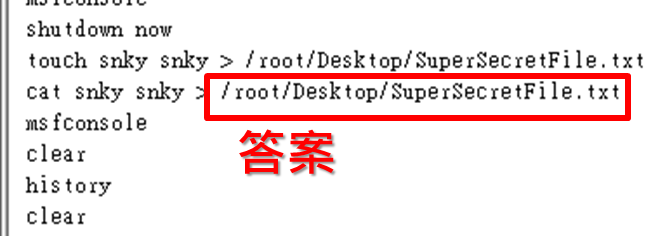 msfconsole
shutdown now
touch snky snky > /root/Desktop/SuperSecretFile.txt
cat snky snky > /root/Desktop/SuperSecretFile.txt
msfconsole
答案
clear
history
clear